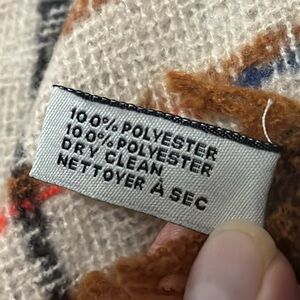 100% POLYESTER
100% POLYESTER
DRY CLEAN
NETTOYER À SEC